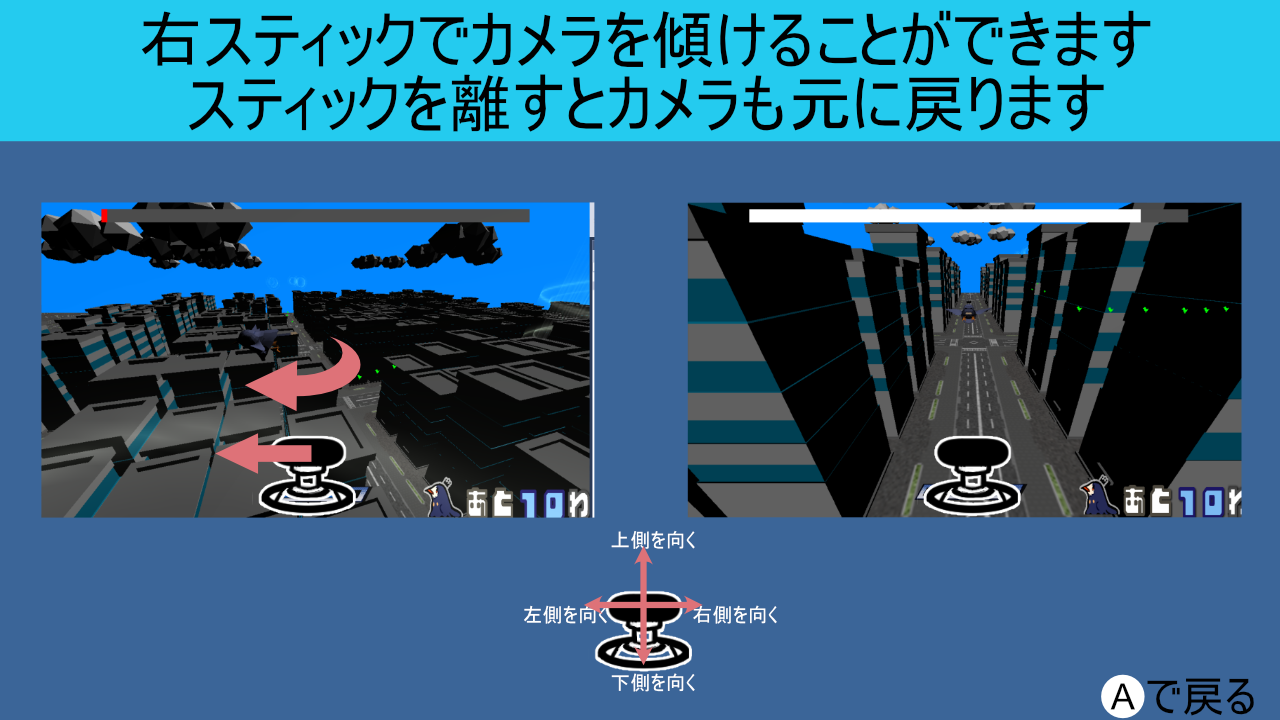 右スティックでカメラを傾けることができます
スティックを離すとカメラも元に戻ります
あと10わ
あと10わ
上側を向く
左側を向く
右側を向く
下側を向く
Aで戻る